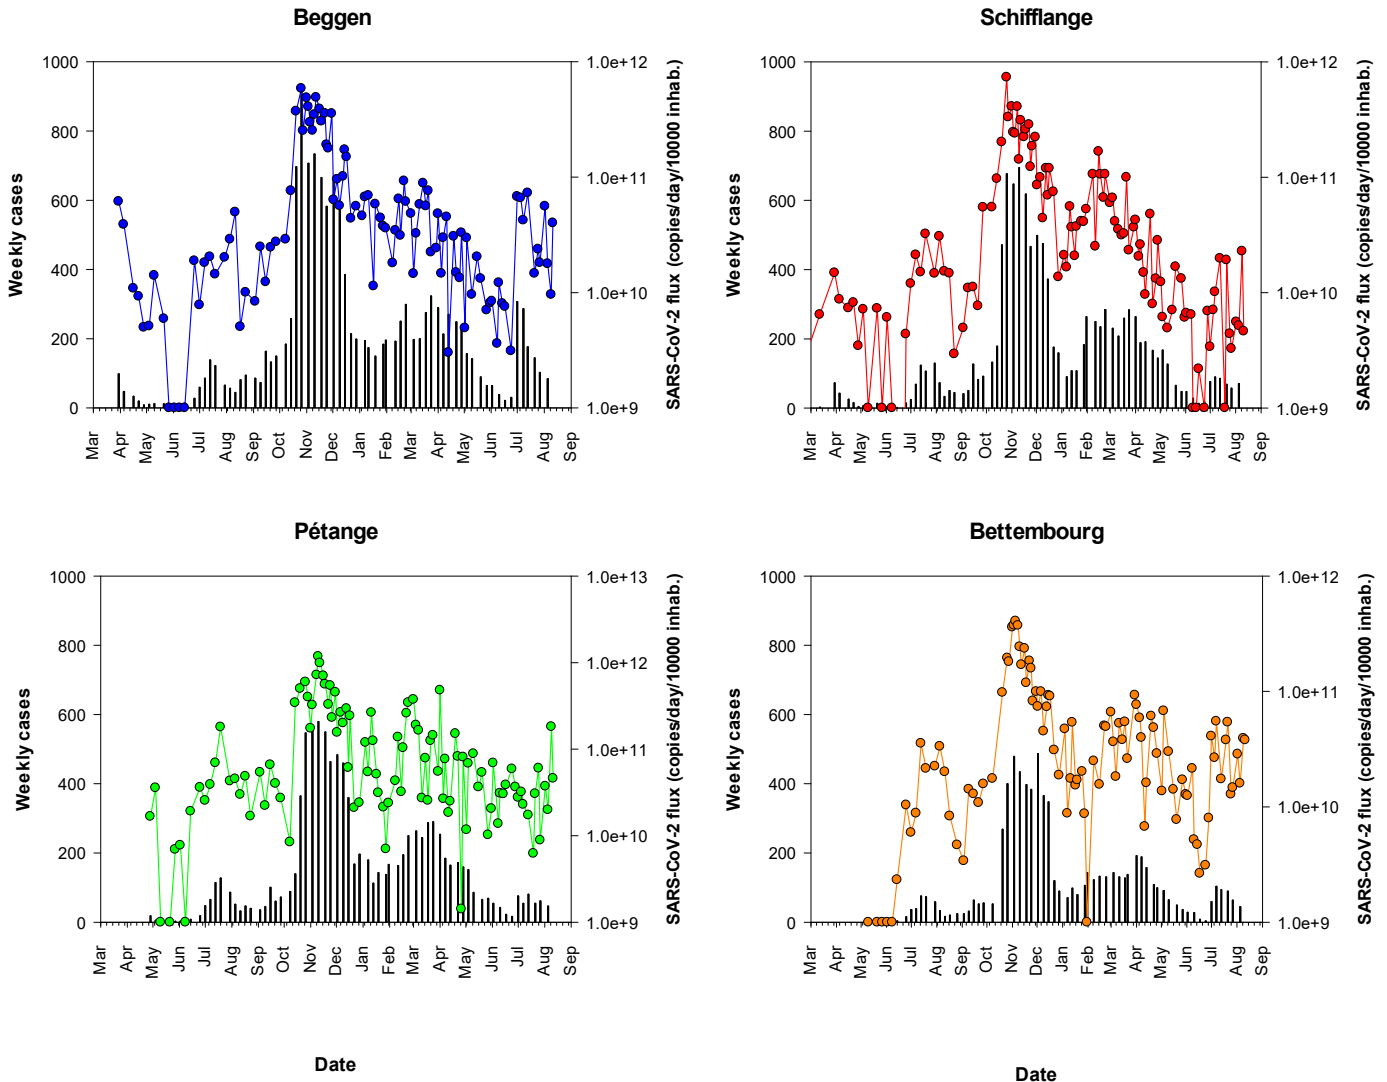 Beggen
Weekly cases
1000
800
600
400
200
0
1.0e+12
1.0e+11
1.0e+10
1.0e+9
SARS-CoV-2 flux (copies/day/10000 inhab.)
Mar Apr May Jun Jul Aug Sep Oct Nov Dec Jan Feb Mar Apr May Jun Jul Aug Sep
Schifflange
Weekly cases
1000
800
600
400
200
0
1.0e+12
1.0e+11
1.0e+10
1.0e+9
SARS-CoV-2 flux (copies/day/10000 inhab.)
Mar Apr May Jun Jul Aug Sep Oct Nov Dec Jan Feb Mar Apr May Jun Jul Aug Sep
Pétange
Weekly cases
1000
800
600
400
200
0
1.0e+13
1.0e+12
1.0e+11
1.0e+10
1.0e+9
SARS-CoV-2 flux (copies/day/10000 inhab.)
Mar Apr May Jun Jul Aug Sep Oct Nov Dec Jan Feb Mar Apr May Jun Jul Aug Sep
Date
Bettembourg
Weekly cases
1000
800
600
400
200
0
1.0e+12
1.0e+11
1.0e+10
1.0e+9
SARS-CoV-2 flux (copies/day/10000 inhab.)
Mar Apr May Jun Jul Aug Sep Oct Nov Dec Jan Feb Mar Apr May Jun Jul Aug Sep
Date